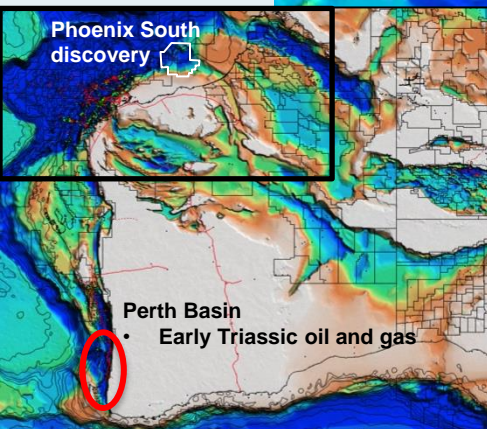 Phoenix South
discovery
Perth Basin
• Early Triassic oil and gas